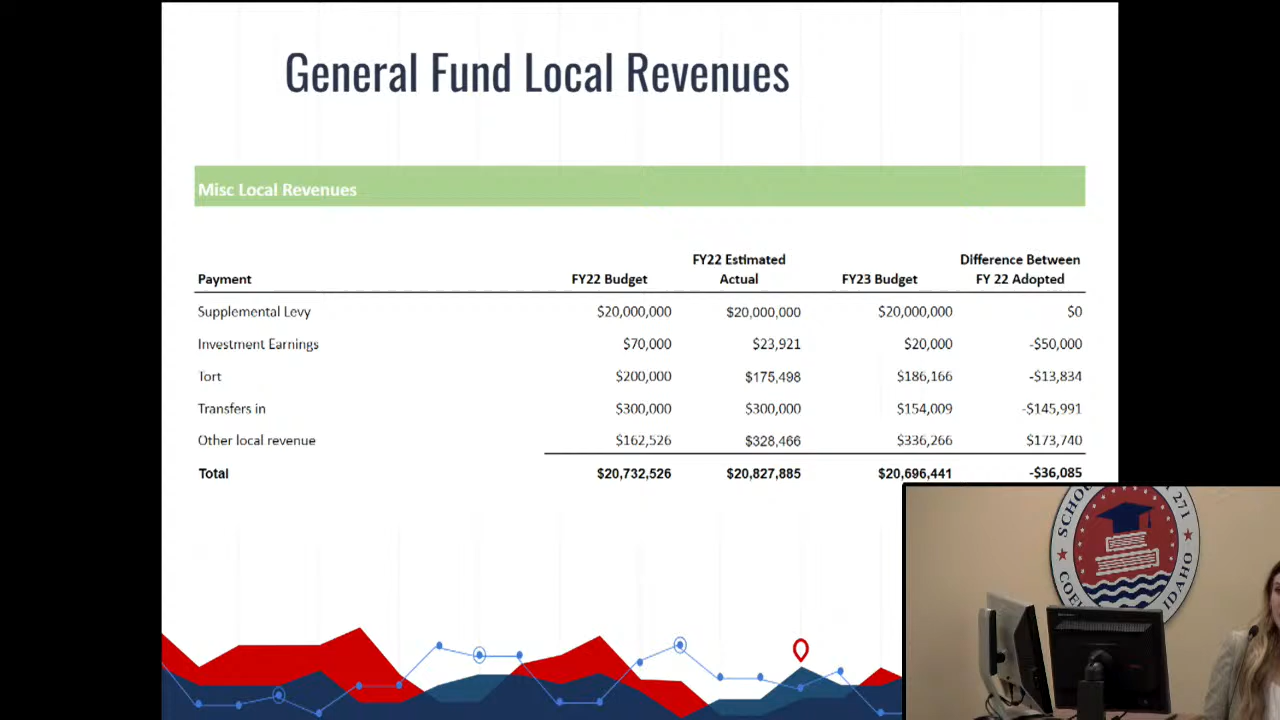 General Fund Local Revenues
Misc Local Revenues
Payment FY22 Budget FY22 Estimated Actual FY23 Budget Difference Between FY 22 Adopted
Supplemental Levy $20,000,000 $20,000,000 $20,000,000 $0
Investment Earnings $70,000 $23,921 $20,000 -$50,000
Tort $200,000 $175,498 $186,166 -$13,834
Transfers in $300,000 $300,000 $154,009 -$145,991
Other local revenue $162,526 $328,466 $336,266 $173,740
Total $20,732,526 $20,827,885 $20,696,441 -$36,085
271
IDAHO